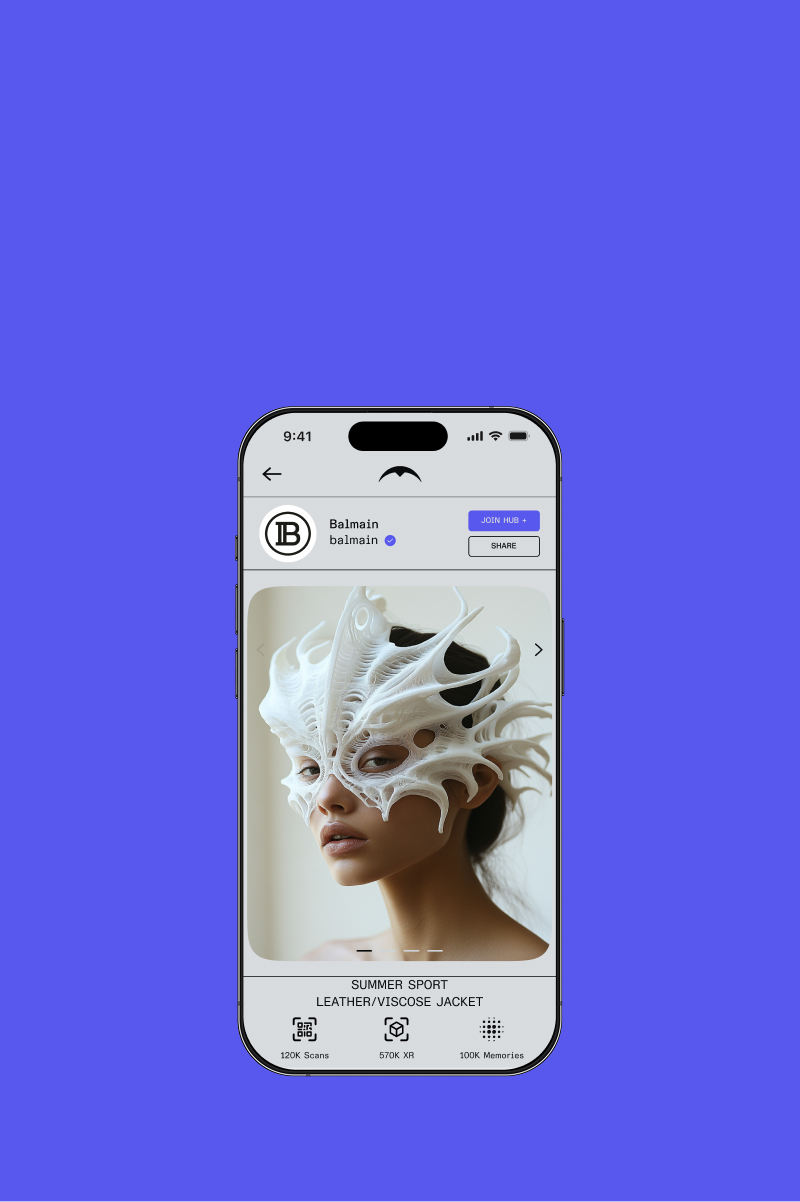 9:41
B
Balmain
balmain
JOIN HUB +
SHARE
SUMMER SPORT
LEATHER/VISCOSE JACKET
120K Scans
570K XR
100K Memories